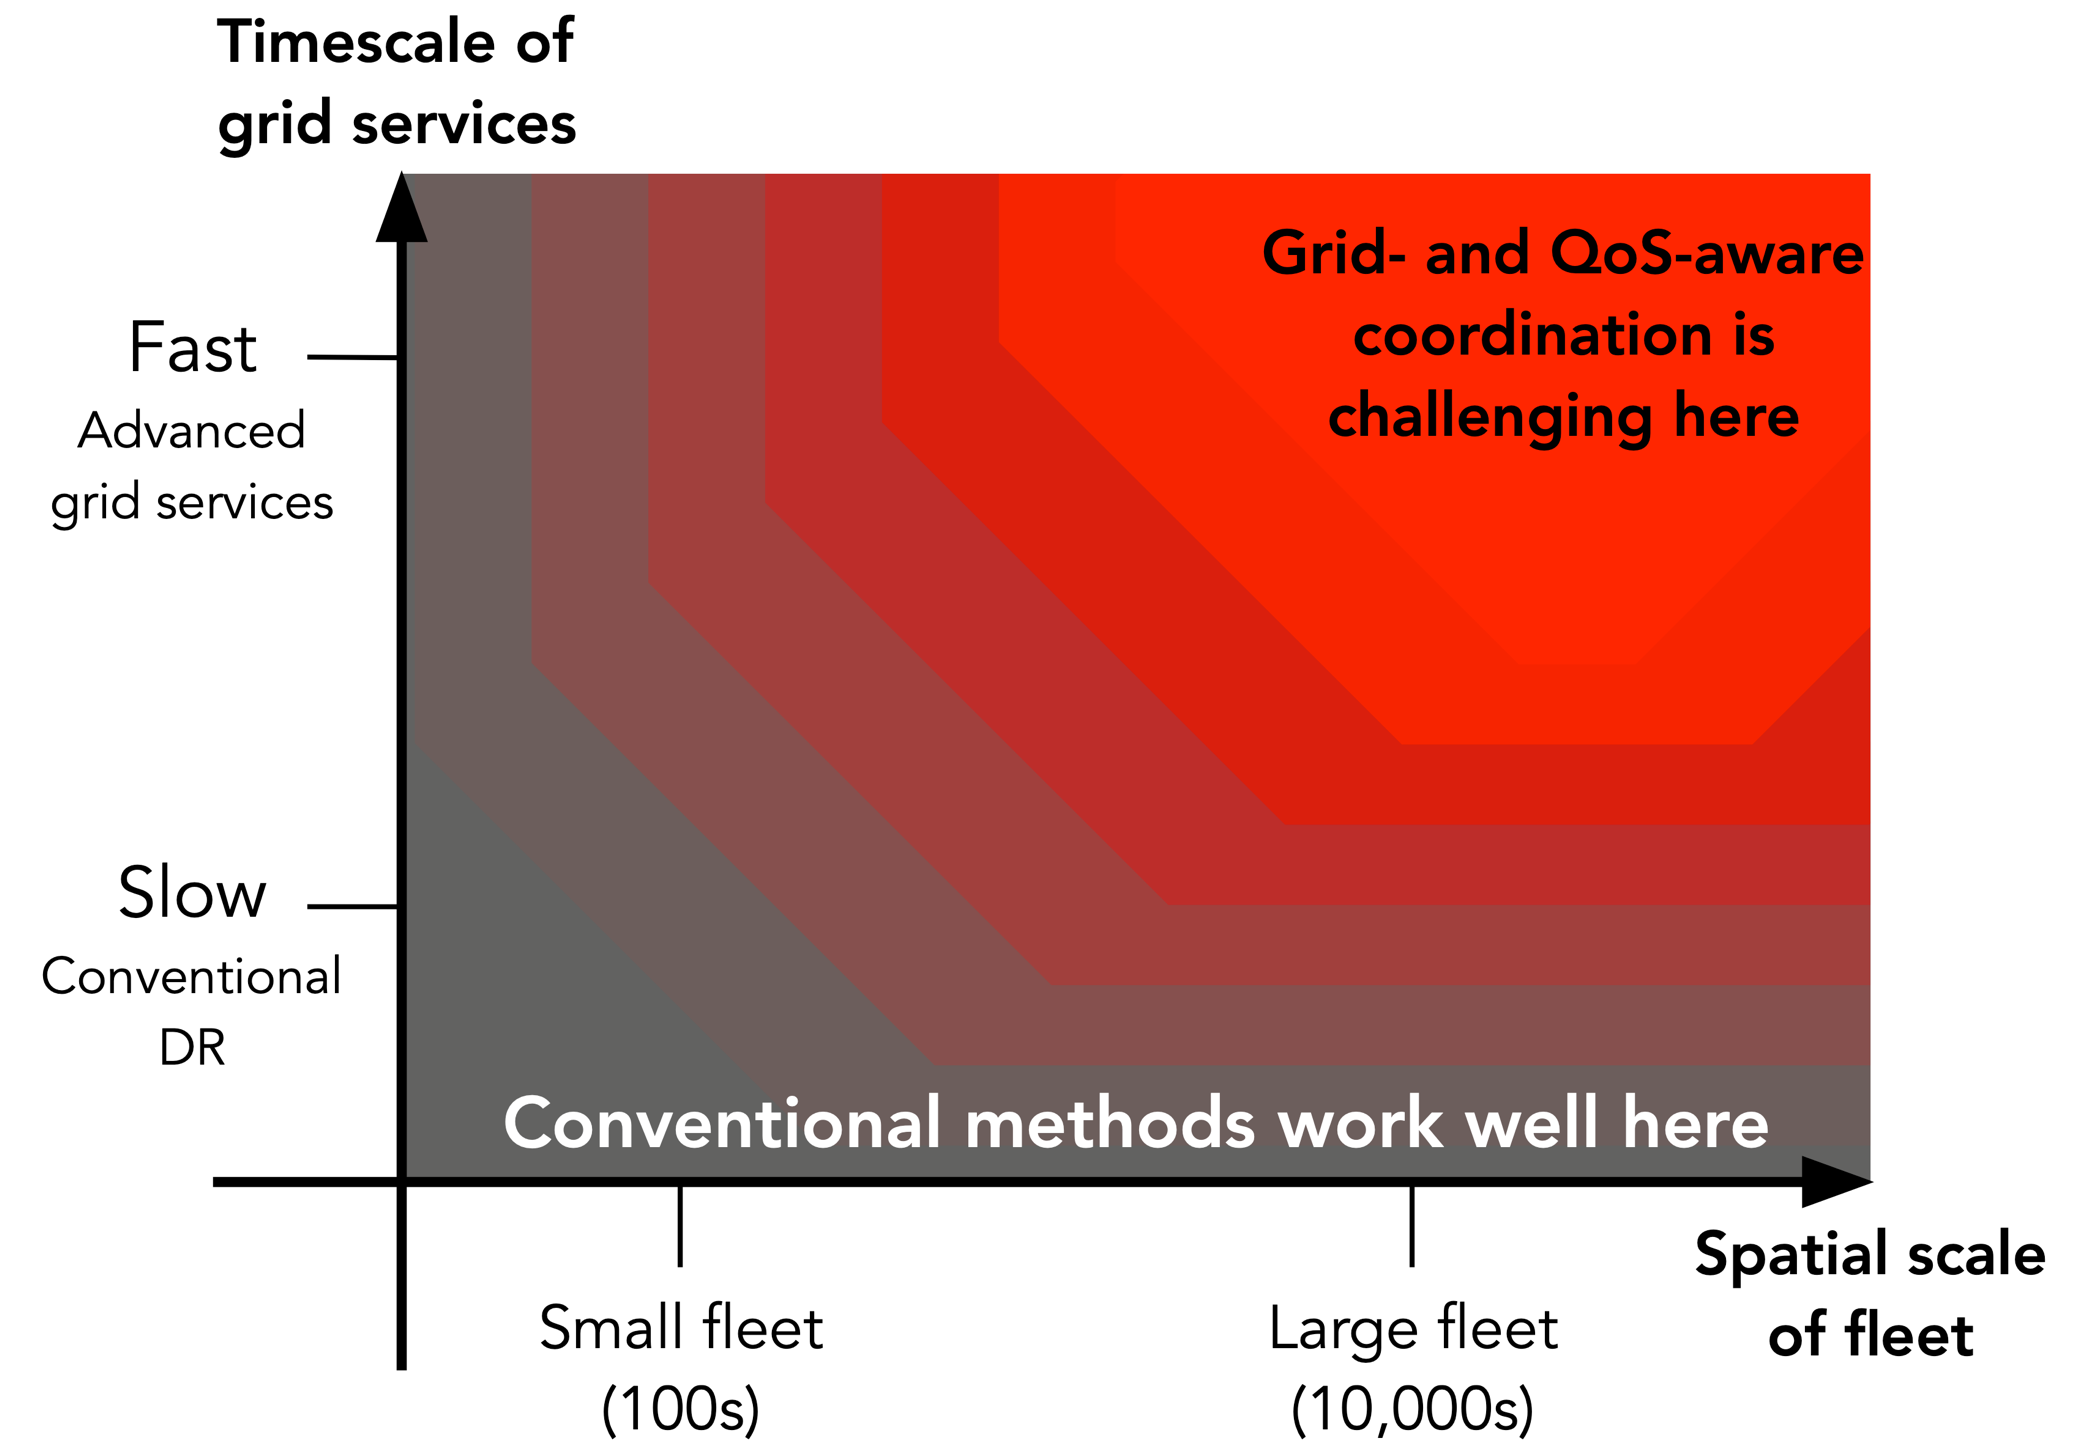 Timescale of
grid services
Grid- and QoS-aware
coordination is
challenging here
Fast
Advanced
grid services
Slow
Conventional
DR
Conventional methods work well here
Spatial scale
of fleet
Small fleet
(100s)
Large fleet
(10,000s)